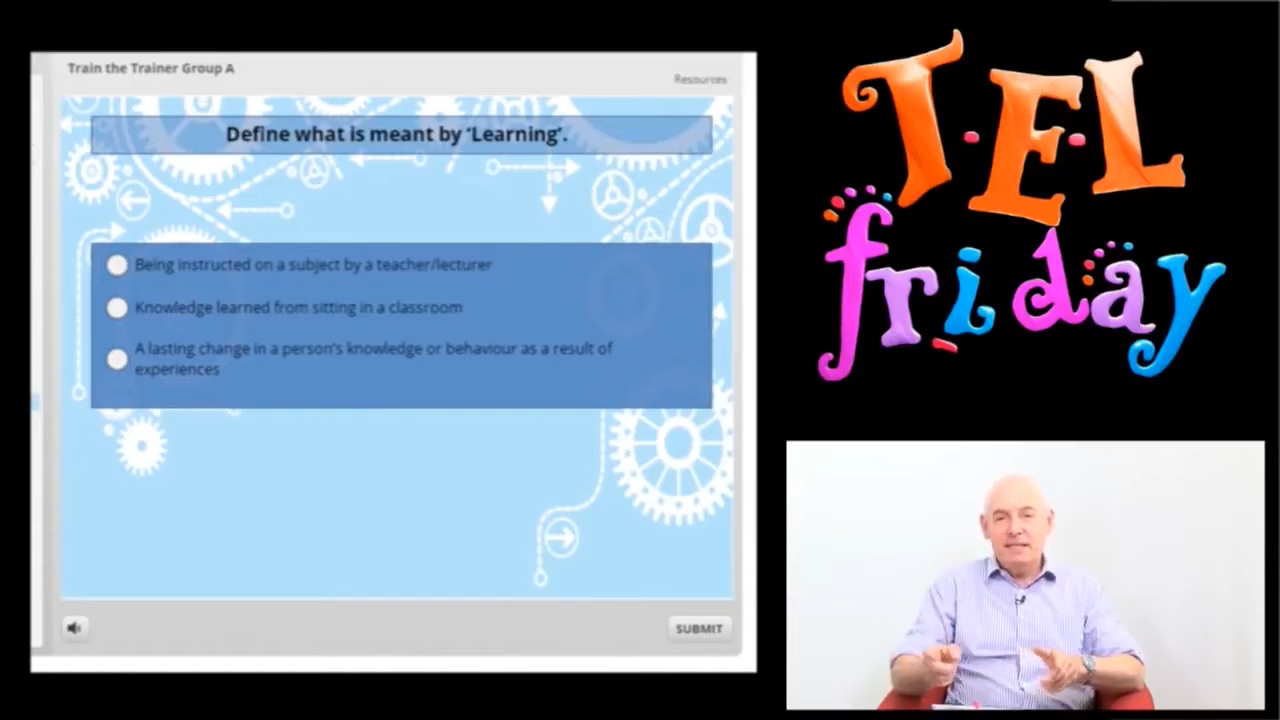 Train the Trainer Group A
Resources
Define what is meant by ‘Learning’.
Being instructed on a subject by a teacher/lecturer
Knowledge learned from sitting in a classroom
A lasting change in a person's knowledge or behaviour as a result of
experiences
SUBMIT
T.E.L
friday